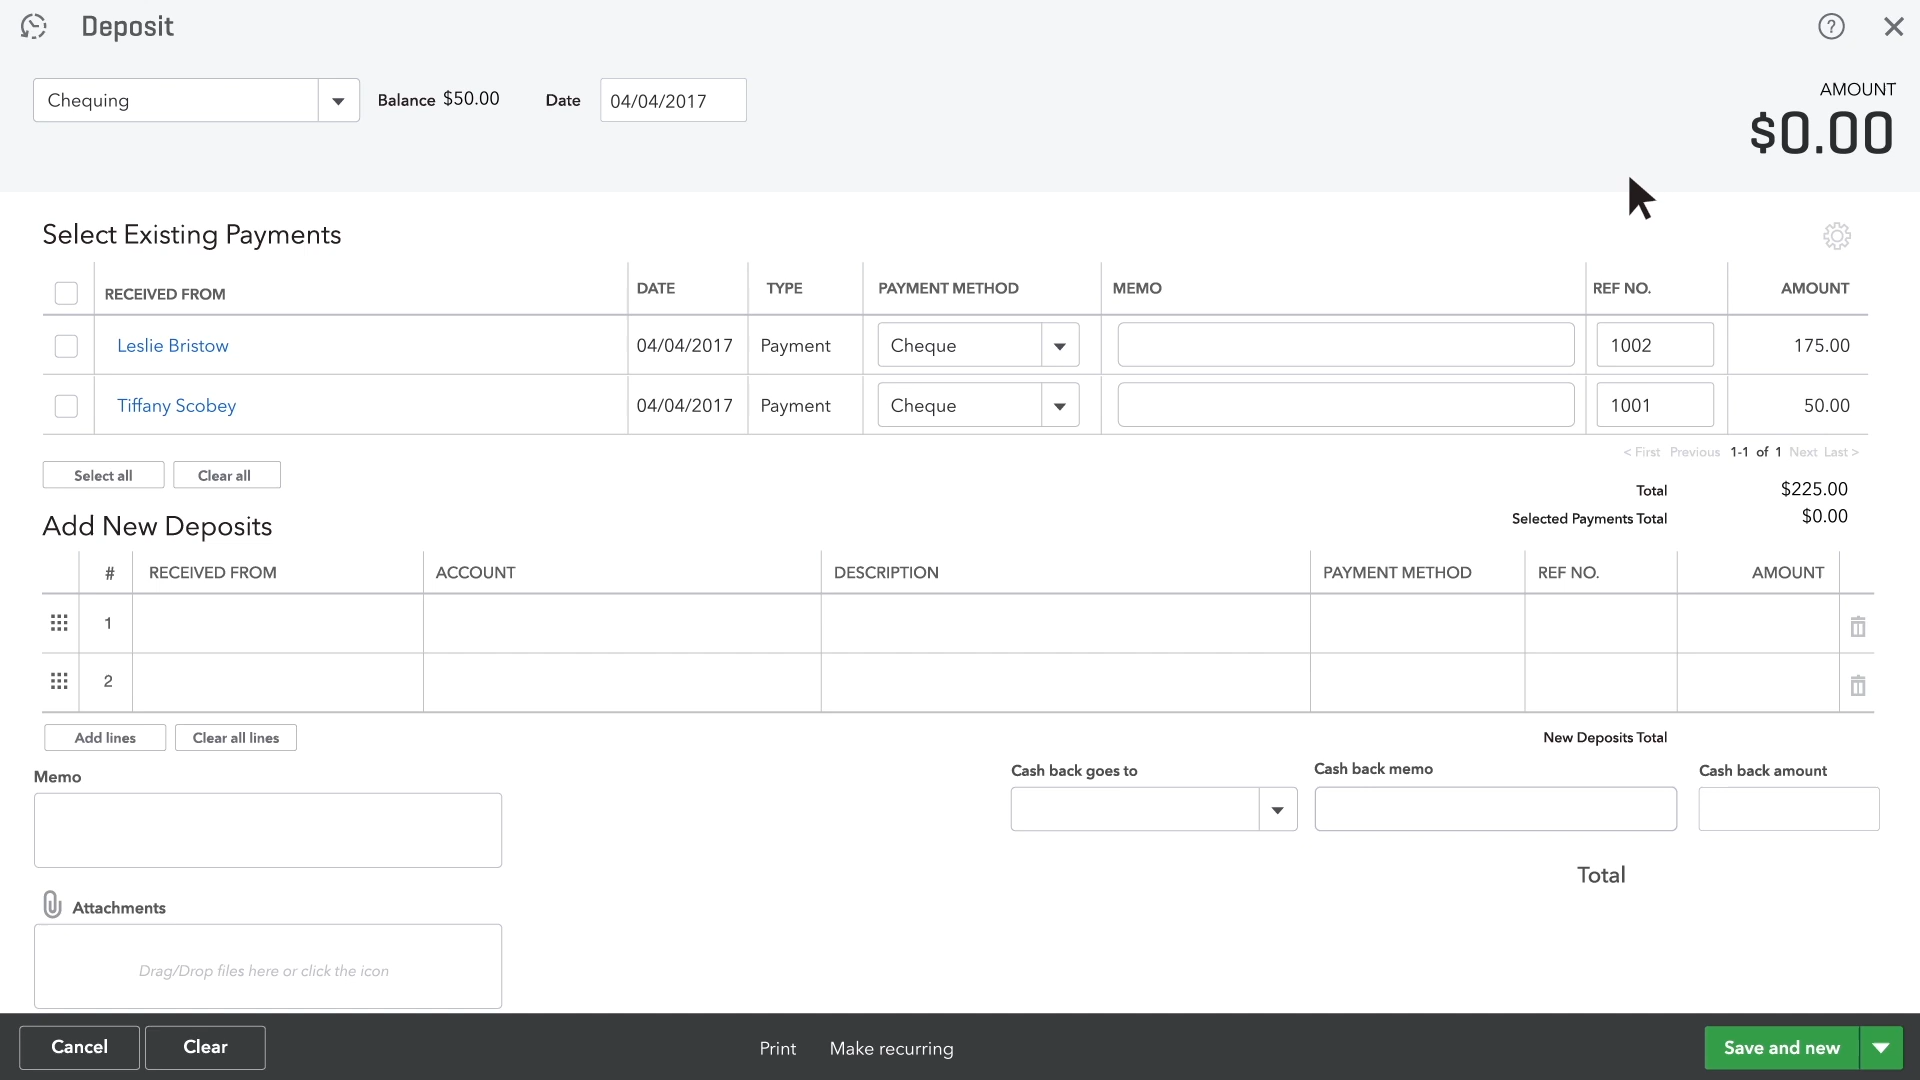 Deposit
?
Chequing Balance $50.00 Date 04/04/2017
AMOUNT
$0.00
Select Existing Payments
RECEIVED FROM DATE TYPE PAYMENT METHOD MEMO REF NO. AMOUNT
Leslie Bristow 04/04/2017 Payment Cheque 1002 175.00
Tiffany Scobey 04/04/2017 Payment Cheque 1001 50.00
< First Previous 1-1 of 1 Next Last >
Select all Clear all
Total $225.00
Selected Payments Total $0.00
Add New Deposits
# RECEIVED FROM ACCOUNT DESCRIPTION PAYMENT METHOD REF NO. AMOUNT
1
2
Add lines Clear all lines New Deposits Total
Memo Cash back goes to Cash back memo Cash back amount
Total
Attachments
Drag/Drop files here or click the icon
Cancel Clear Print Make recurring Save and new